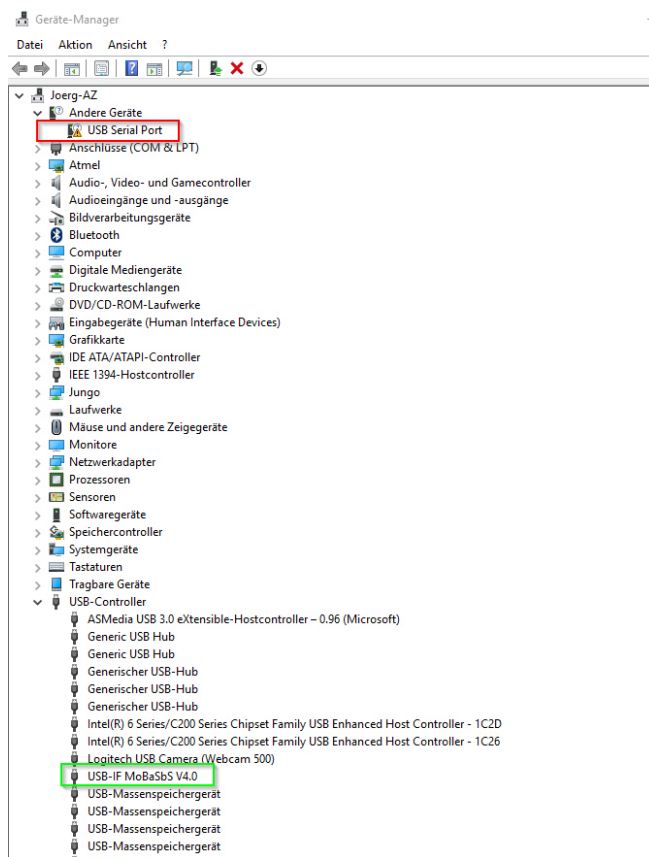 Geräte-Manager
Datei Aktion Ansicht ?
Joerg-AZ
Andere Geräte
USB Serial Port
Anschlüsse (COM & LPT)
Atmel
Audio-, Video- und Gamecontroller
Audioeingänge und -ausgänge
Bildverarbeitungsgeräte
Bluetooth
Computer
Digitale Mediengeräte
Druckwarteschlangen
DVD/CD-ROM-Laufwerke
Eingabegeräte (Human Interface Devices)
Grafikkarte
IDE ATA/ATAPI-Controller
IEEE 1394-Hostcontroller
Jungo
Laufwerke
Mäuse und andere Zeigegeräte
Monitore
Netzwerkadapter
Prozessoren
Sensoren
Softwaregeräte
Speichercontroller
Systemgeräte
Tastaturen
Tragbare Geräte
USB-Controller
ASMedia USB 3.0 eXtensible-Hostcontroller – 0.96 (Microsoft)
Generic USB Hub
Generic USB Hub
Generischer USB-Hub
Generischer USB-Hub
Generischer USB-Hub
Intel(R) 6 Series/C200 Series Chipset Family USB Enhanced Host Controller - 1C2D
Intel(R) 6 Series/C200 Series Chipset Family USB Enhanced Host Controller - 1C26
Logitech USB Camera (Webcam 500)
USB-IF MoBaSbS V4.0
USB-Massenspeichergerät
USB-Massenspeichergerät
USB-Massenspeichergerät
USB-Massenspeichergerät